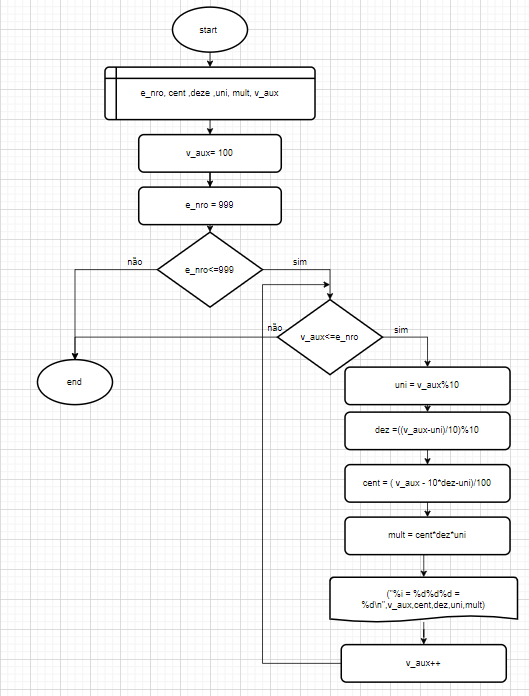 start
e_nro, cent ,deze ,uni, mult, v_aux
v_aux= 100
e_nro = 999
não
e_nro<=999
sim
não
v_aux<=e_nro
sim
end
uni = v_aux%10
dez =((v_aux-uni)/10)%10
cent = ( v_aux - 10*dez-uni)/100
mult = cent*dez*uni
("%i = %d%d%d =
%d\n",v_aux,cent,dez,uni,mult)
v_aux++